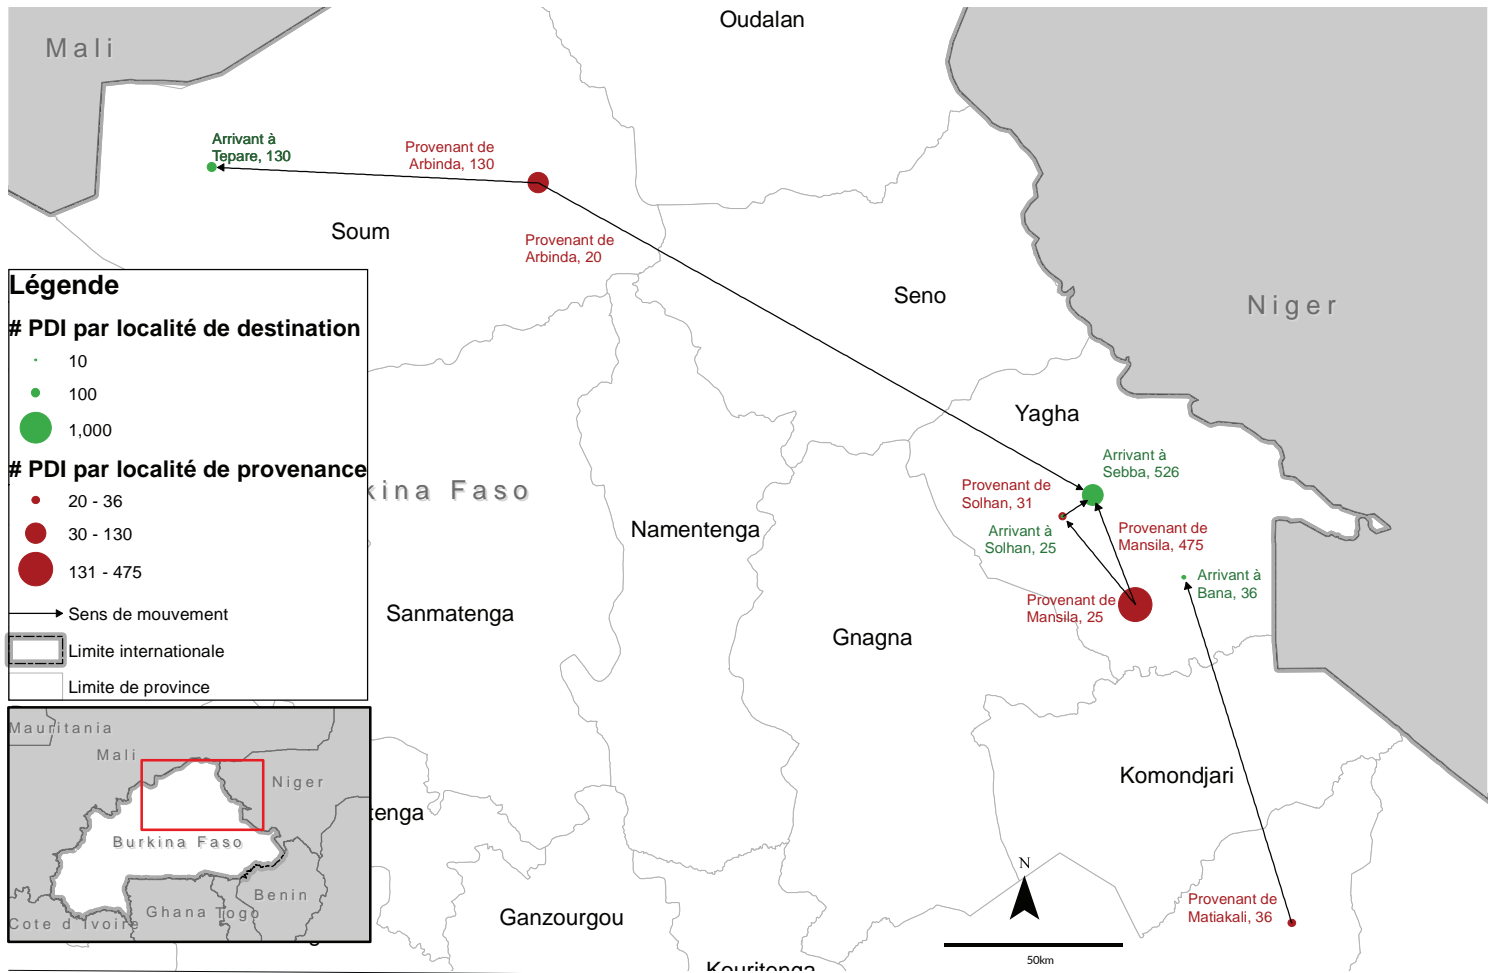 Oudalan
Mali
Arrivant à
Tepare, 130
Provenant de
Arbinda, 130
Soum
Provenant de
Arbinda, 20
Seno
Niger
Légende
# PDI par localité de destination
10
100
1,000
# PDI par localité de provenance
20 - 36
30 - 130
131 - 475
Sens de mouvement
Limite internationale
Limite de province
kina Faso
Yagha
Arrivant à
Sebba, 526
Provenant de
Solhan, 31
Arrivant à
Solhan, 25
Provenant de
Mansila, 475
Namentenga
Arrivant à
Bana, 36
Provenant de
Mansila, 25
Sanmatenga
Gnagna
Komondjari
tenga
Ganzourgou
Kouritenga
Provenant de
Matiakali, 36
N
50km
Mauritania
Mali
Niger
Burkina Faso
Benin
Ghana
Togo
Cote d Ivoire
g